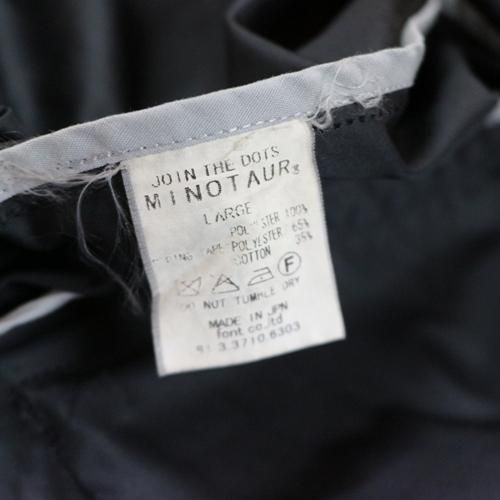 JOIN THE DOTS
MINOTAUR®
LARGE
POLYESTER 100%
POLYESTER 65%
COTTON 35%
F
DO NOT TUMBLE DRY
MADE IN JPN
font co.,ltd
3.3710.6303